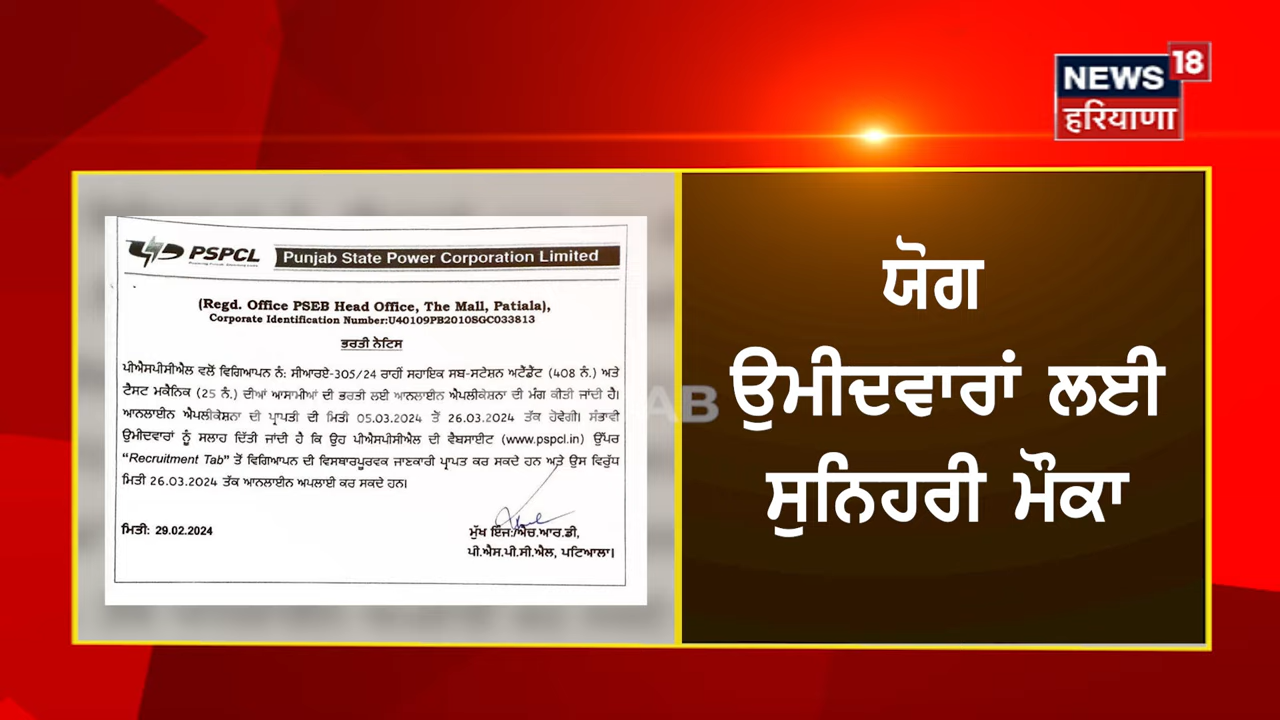 NEWS 18
हरियाणा
PSPCL
Punjab State Power Corporation Limited
(Regd. Office PSEB Head Office, The Mall, Patiala),
Corporate Identification Number:U40109PB2010SGC033813
ਭਰਤੀ ਨੋਟਿਸ
ਪੀਐਸਪੀਸੀਐਲ ਵਲੋਂ ਵਿਗਿਆਪਨ ਨੰ: ਸੀਆਰਏ-305/24 ਰਾਹੀਂ ਸਹਾਇਕ ਸਬ-ਸਟੇਸ਼ਨ ਅਟੈਂਡੈਂਟ (408 ਨੰ.) ਅਤੇ
ਟੈਸਟ ਮਕੈਨਿਕ (25 ਨੰ.) ਦੀਆਂ ਆਸਾਮੀਆਂ ਦੀ ਭਰਤੀ ਲਈ ਆਨਲਾਈਨ ਐਪਲੀਕੇਸ਼ਨ ਦੀ ਮੰਗ ਕੀਤੀ ਜਾਂਦੀ ਹੈ।
ਆਨਲਾਈਨ ਐਪਲਿਕੇਸ਼ਨਾ ਦੀ ਪ੍ਰਾਪਤੀ ਦੀ ਮਿਤੀ 05.03.2024 ਤੋਂ 26.03.2024 ਤੱਕ ਹੋਵੇਗੀ। ਸੰਭਾਵੀ
ਉਮੀਦਵਾਰਾਂ ਨੂੰ ਸਲਾਹ ਦਿੱਤੀ ਜਾਂਦੀ ਹੈ ਕਿ ਉਹ ਪੀਐਸਪੀਸੀਐਲ ਦੀ ਵੈਬਸਾਈਟ (www.pspcl.in) ਉੱਪਰ
“Recruitment Tab” ਤੋਂ ਵਿਗਿਆਪਨ ਦੀ ਵਿਸਥਾਰਪੂਰਵਕ ਜਾਣਕਾਰੀ ਪ੍ਰਾਪਤ ਕਰ ਸਕਦੇ ਹਨ ਅਤੇ ਉਸ ਵਿਰੁੱਧ
ਮਿਤੀ 26.03.2024 ਤੱਕ ਆਨਲਾਈਨ ਅਪਲਾਈ ਕਰ ਸਕਦੇ ਹਨ।
ਮਿਤੀ: 29.02.2024
ਮੁੱਖ ਇੰਜ:/ਐਚ.ਆਰ.ਡੀ,
ਪੀ.ਐਸ.ਪੀ.ਸੀ.ਐਲ, ਪਟਿਆਲਾ।
ਯੋਗ
ਉਮੀਦਵਾਰਾਂ ਲਈ
ਸੁਨਿਹਰੀ ਮੌਕਾ